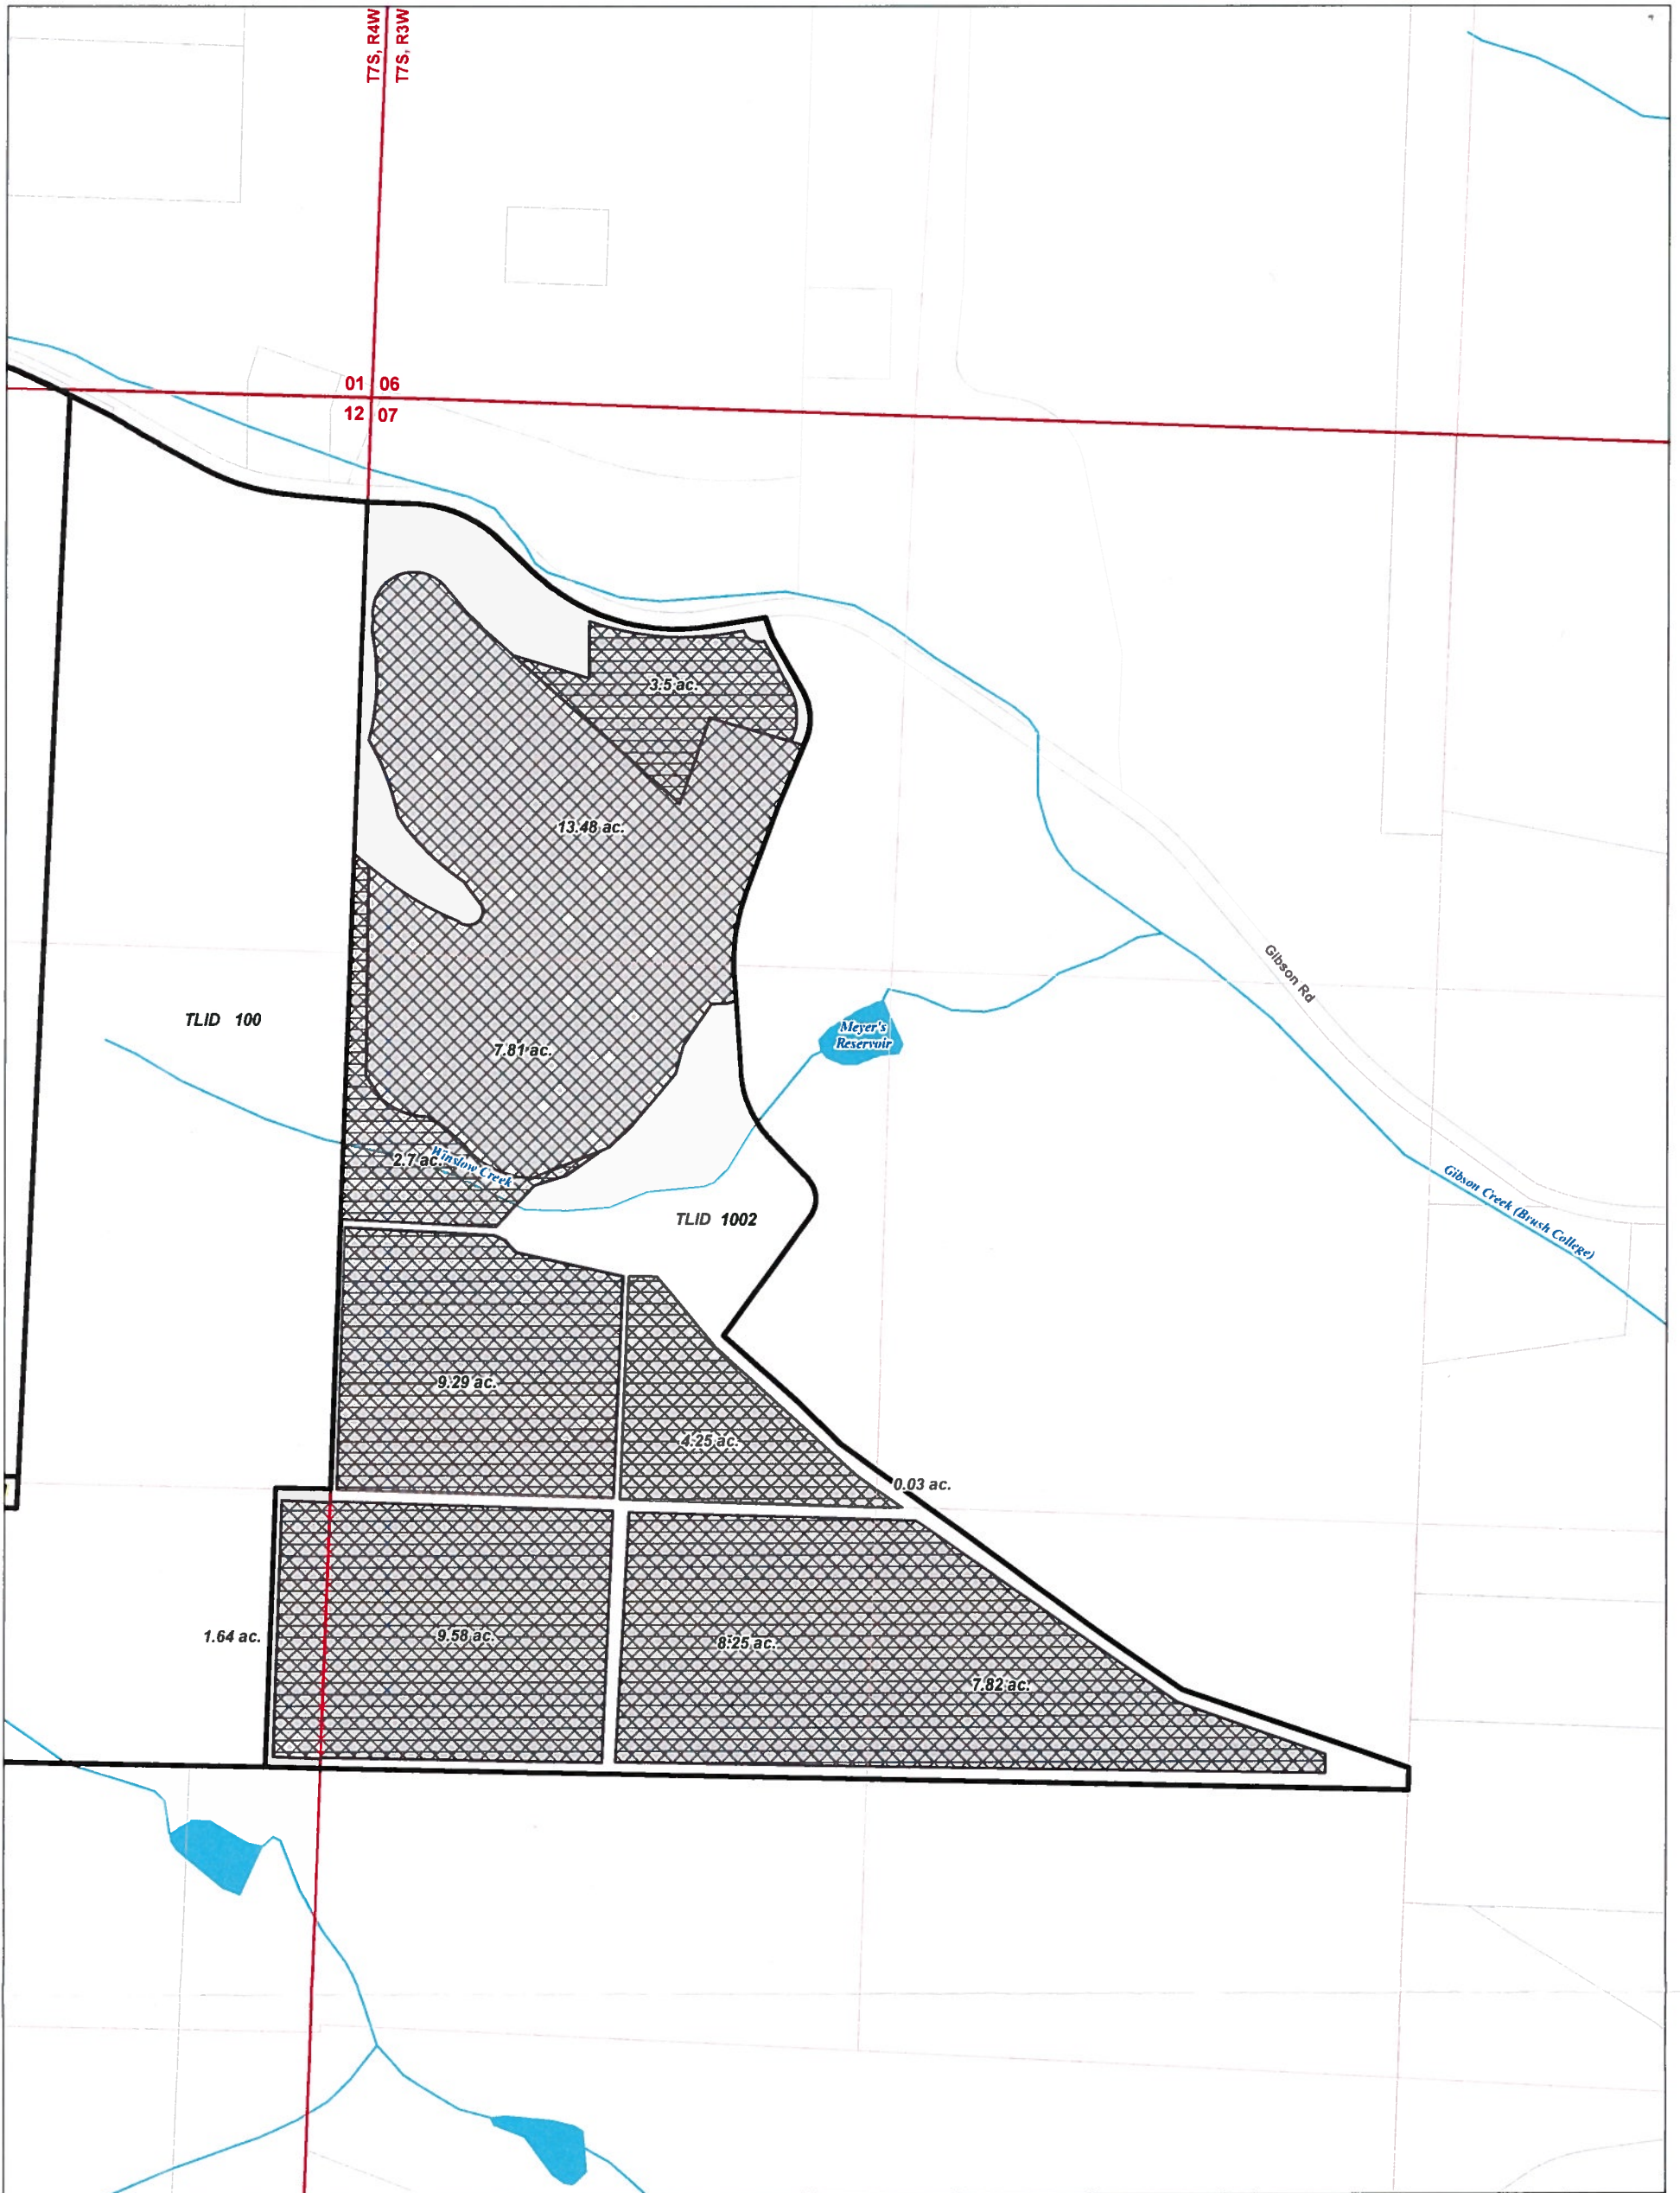 T7S, R4W
T7S, R3W
01 06
12 07
3.5 ac.
13.48 ac.
Gibson Rd
TLID 100
Meyer's
Reservoir
7.81 ac.
2.7 ac.
Winslow Creek
Gibson Creek (Brush College)
TLID 1002
9.29 ac.
4.25 ac.
0.03 ac.
1.64 ac.
9.58 ac.
8.25 ac.
7.82 ac.